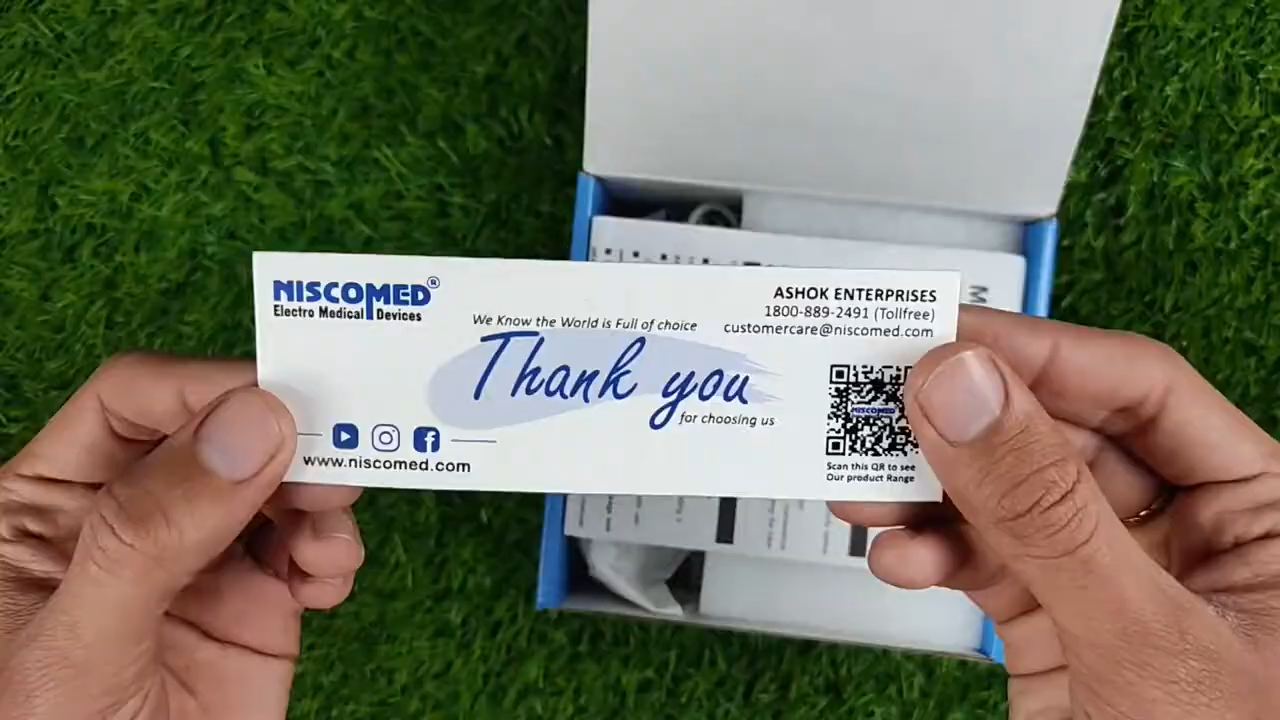 NISCOMED®
Electro Medical Devices
We Know the World is Full of choice
Thank you
for choosing us
ASHOK ENTERPRISES
1800-889-2491 (Tollfree)
customercare@niscomed.com
www.niscomed.com
NISCOMED
Scan this QR to see
Our product Range
M